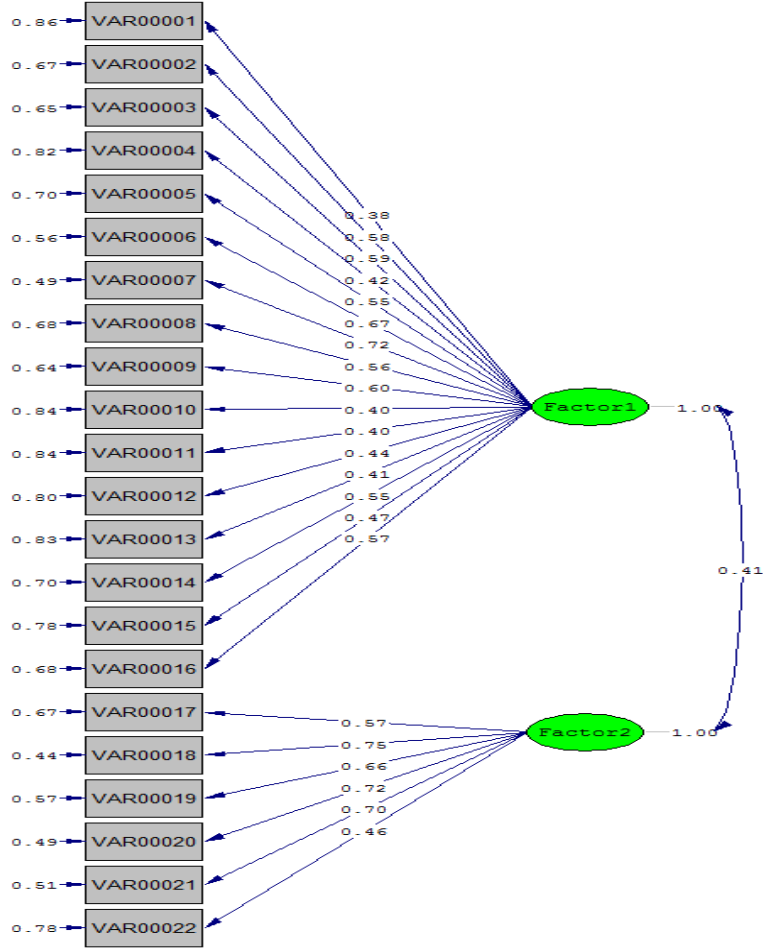 0.86 VAR00001
0.67 VAR00002
0.65 VAR00003
0.82 VAR00004
0.70 VAR00005
0.38
0.56 VAR00006
0.58
0.59
0.49 VAR00007
0.42
0.55
0.68 VAR00008
0.67
0.72
0.64 VAR00009
0.56
0.60
0.84 VAR00010
0.40
Factor1 1.00
0.40
0.84 VAR00011
0.44
0.41
0.80 VAR00012
0.55
0.47
0.83 VAR00013
0.57
0.41
0.70 VAR00014
0.78 VAR00015
0.68 VAR00016
0.67 VAR00017
0.57
Factor2 1.00
0.44 VAR00018
0.75
0.66
0.57 VAR00019
0.72
0.70
0.49 VAR00020
0.46
0.51 VAR00021
0.78 VAR00022